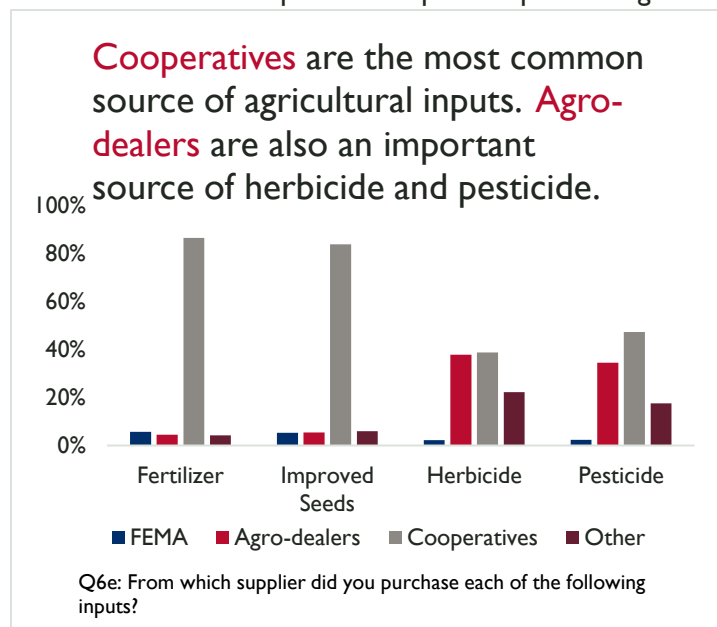 Cooperatives are the most common
source of agricultural inputs. Agro-
dealers are also an important
source of herbicide and pesticide.
100%
80%
60%
40%
20%
0%
Fertilizer
Improved
Seeds
Herbicide
Pesticide
FEMA
Agro-dealers
Cooperatives
Other
Q6e: From which supplier did you purchase each of the following
inputs?